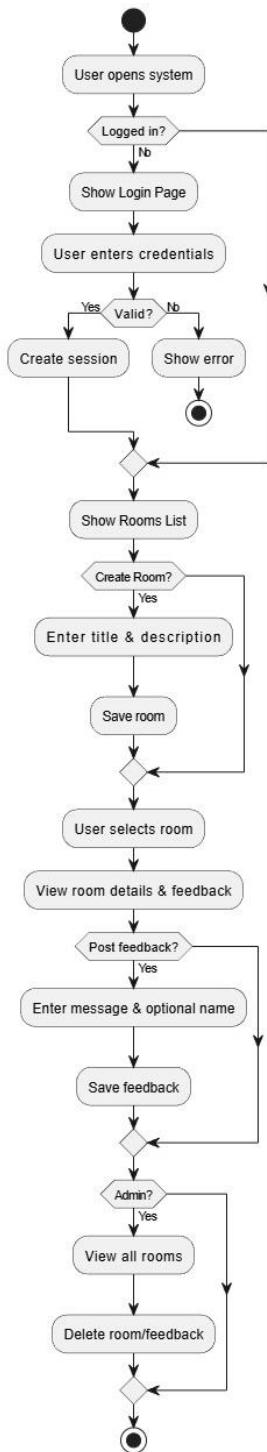 User opens system
Logged in?
No
Show Login Page
User enters credentials
Yes
Valid?
No
Create session
Show error
Show Rooms List
Create Room?
Yes
Enter title & description
Save room
User selects room
View room details & feedback
Post feedback?
Yes
Enter message & optional name
Save feedback
Admin?
Yes
View all rooms
Delete room/feedback